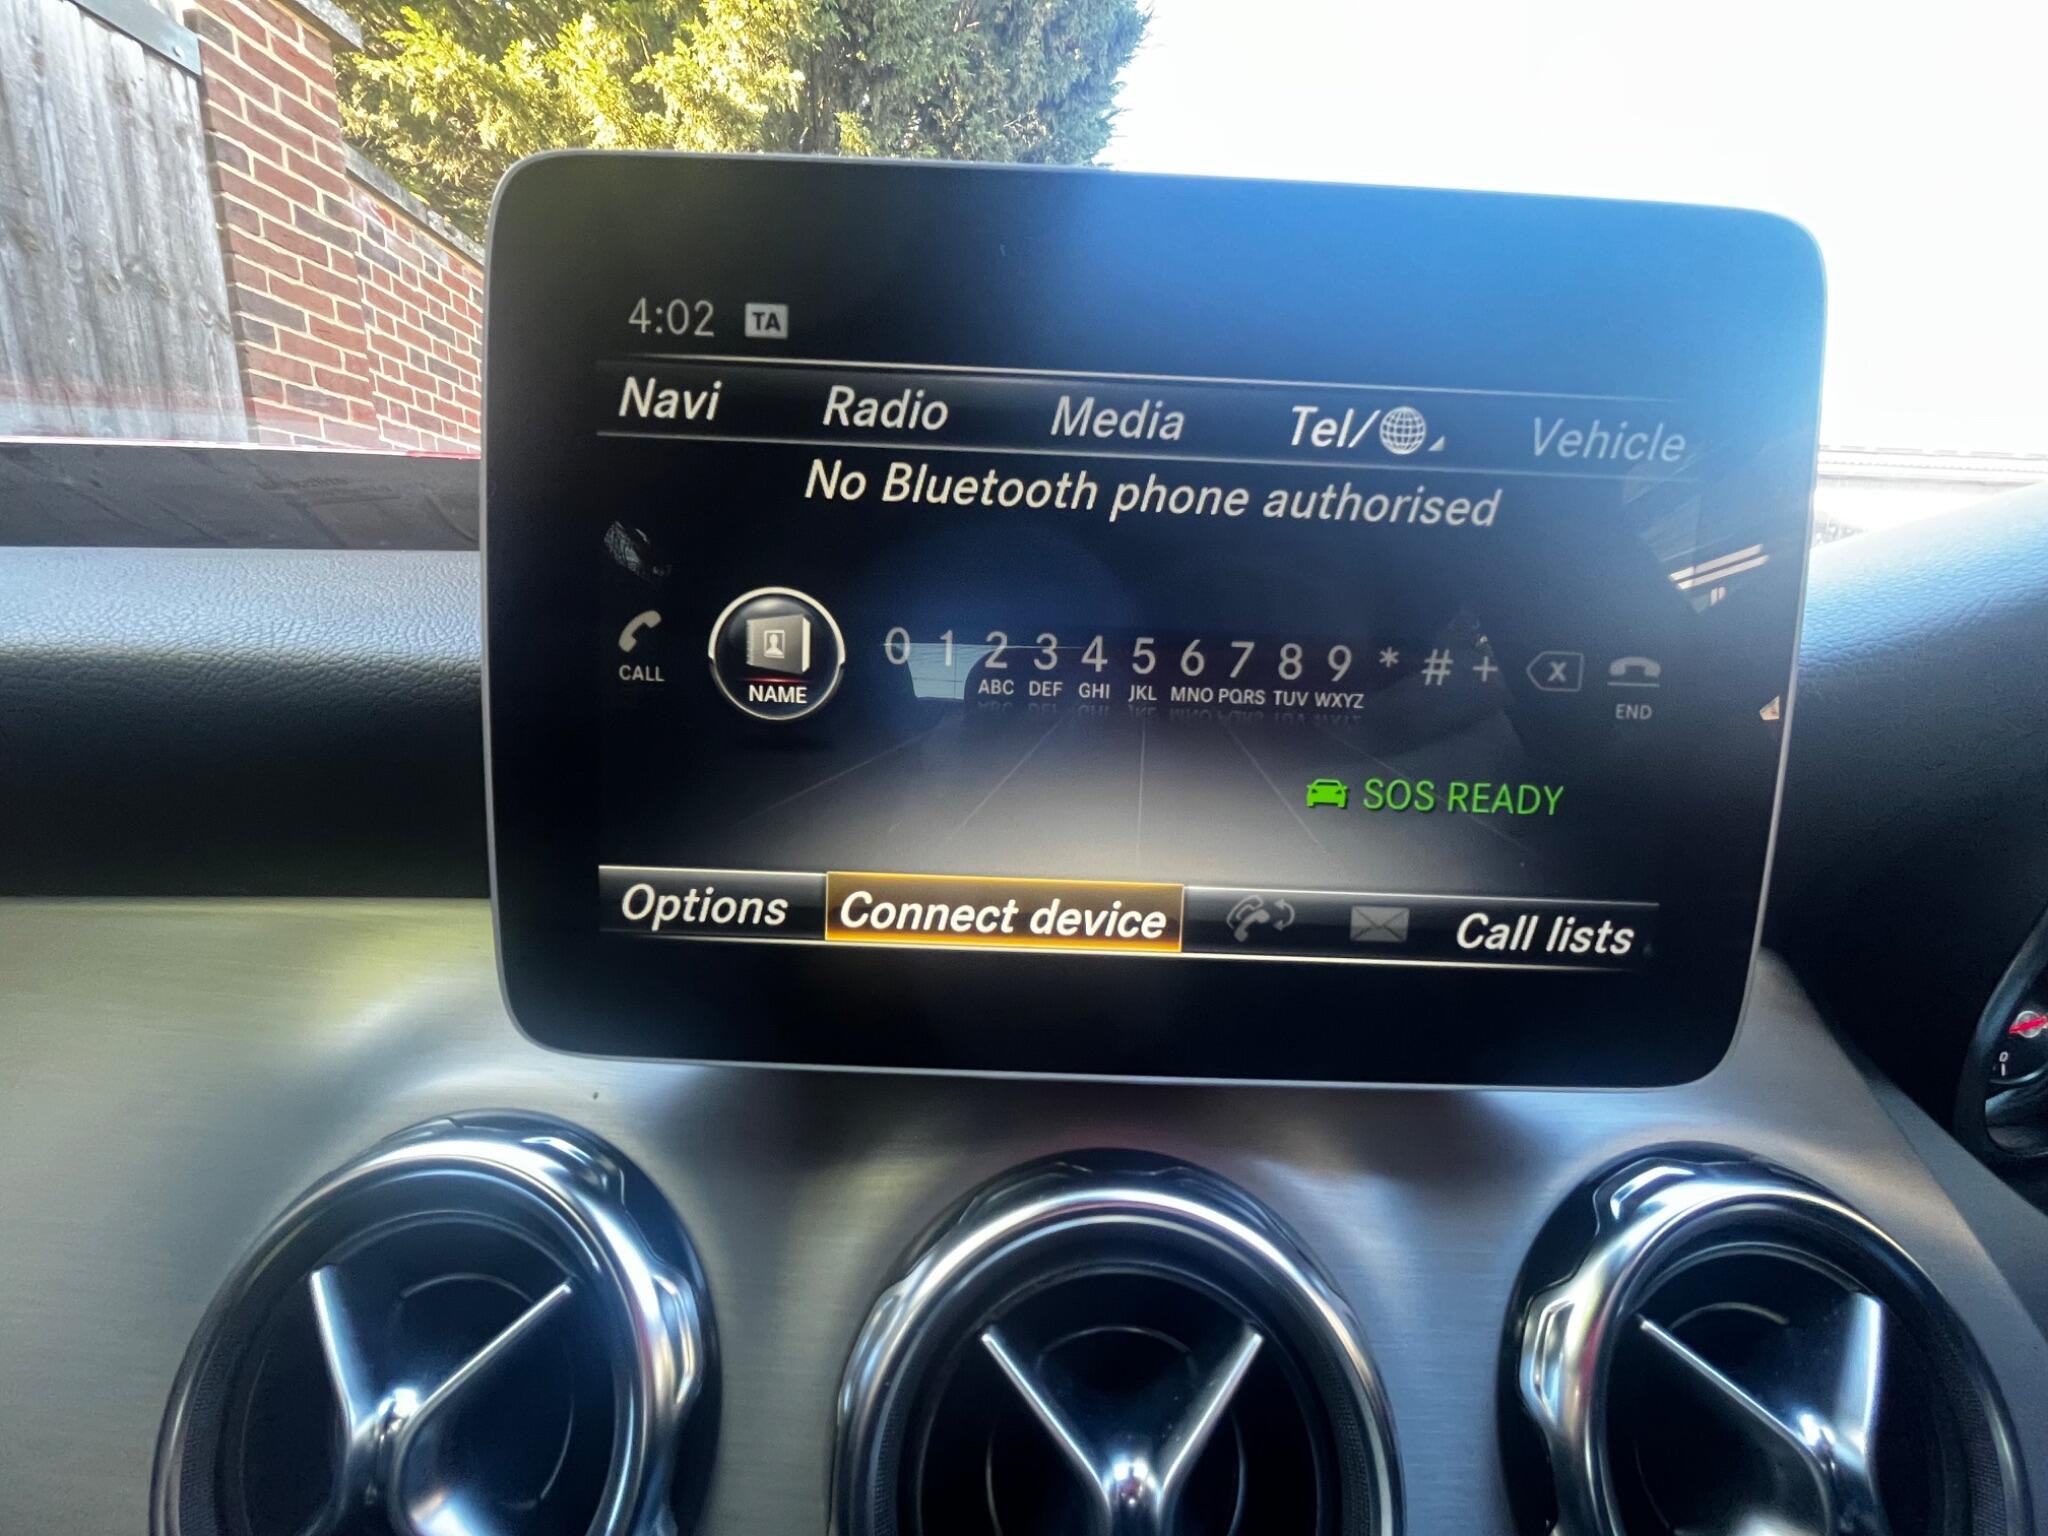 4:02 TA
Navi Radio Media Tel/ Vehicle
No Bluetooth phone authorised
0 1 2 3 4 5 6 7 8 9 * # + x
ABC DEF GHI JKL MNO PQRS TUV WXYZ
CALL NAME END
SOS READY
Options Connect device Call lists
0
1